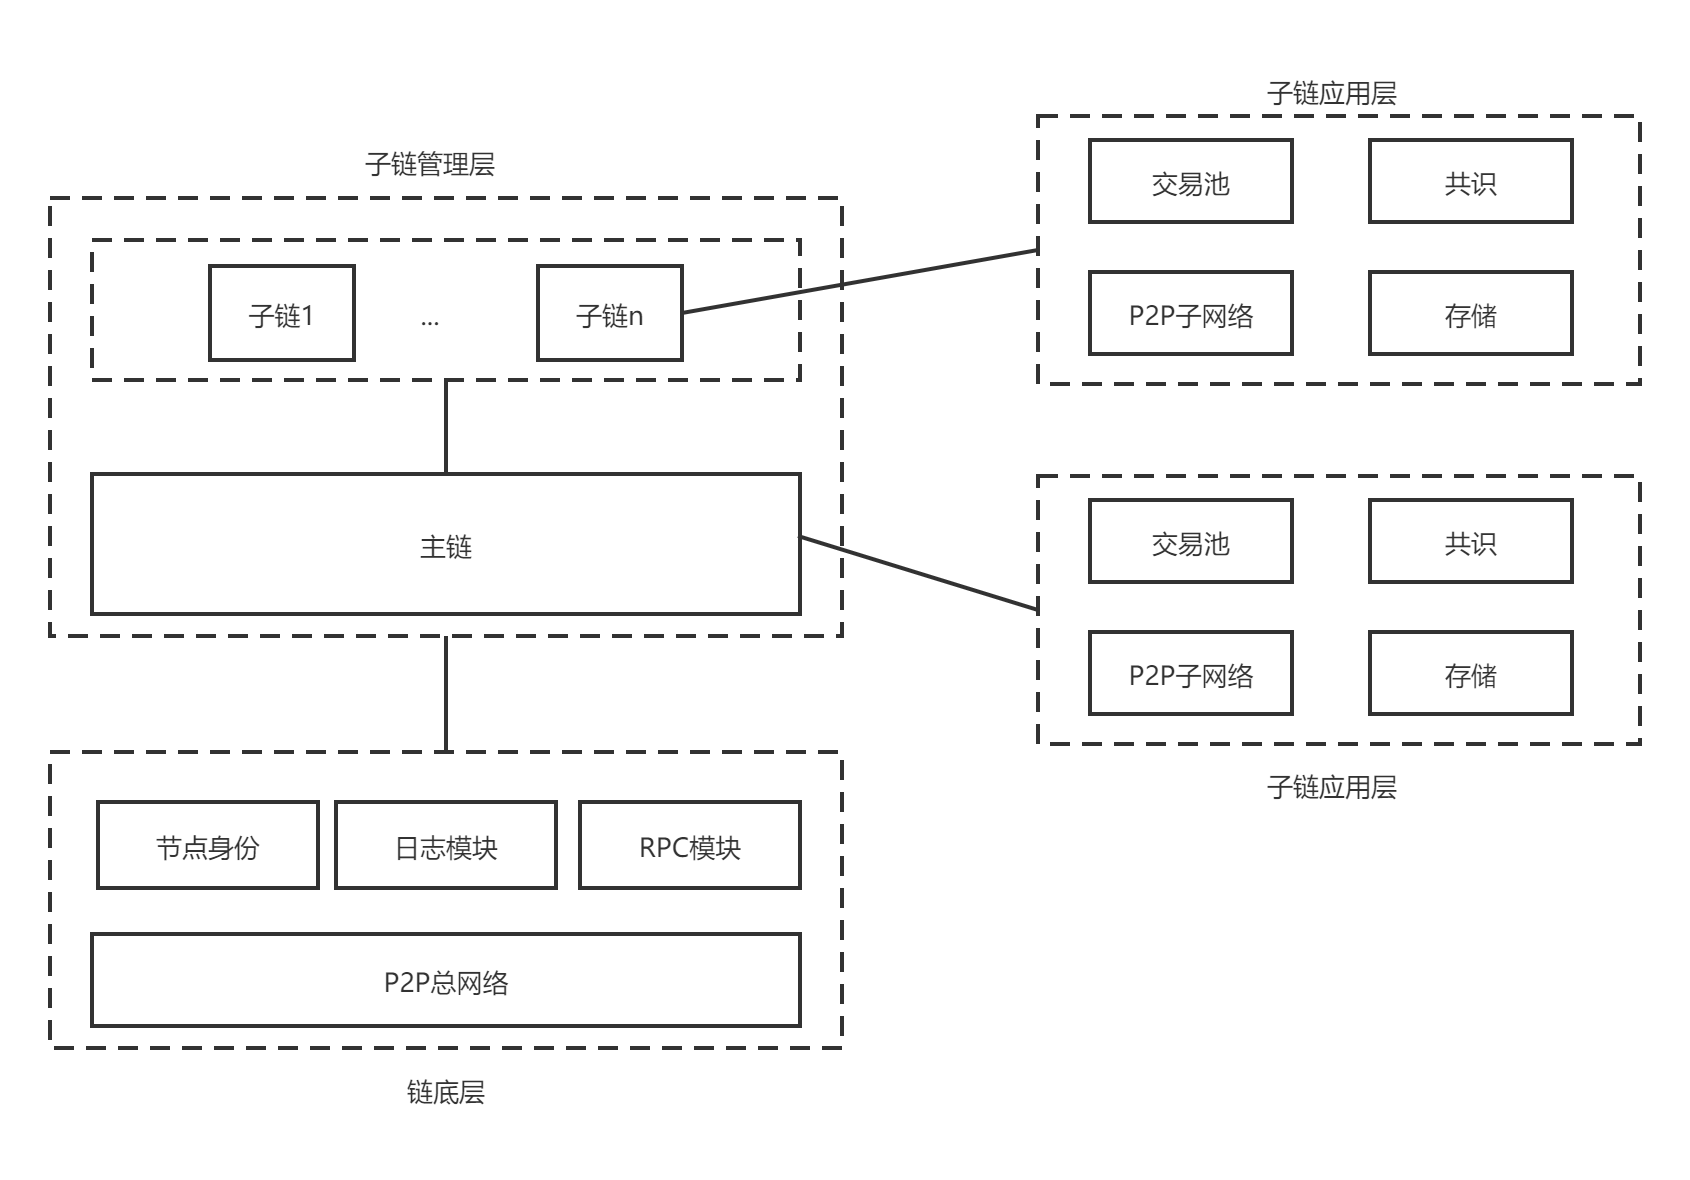 子链应用层
交易池
共识
P2P子网络
存储
子链管理层
子链1
...
子链n
主链
交易池
共识
P2P子网络
存储
子链应用层
节点身份
日志模块
RPC模块
P2P总网络
链底层